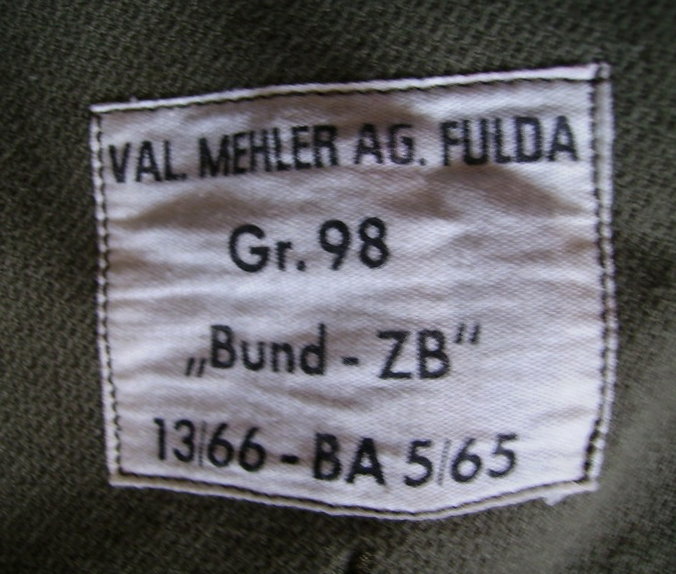 VAL. MEHLER AG. FULDA
Gr. 98
„Bund - ZB“
13/66 - BA 5/65